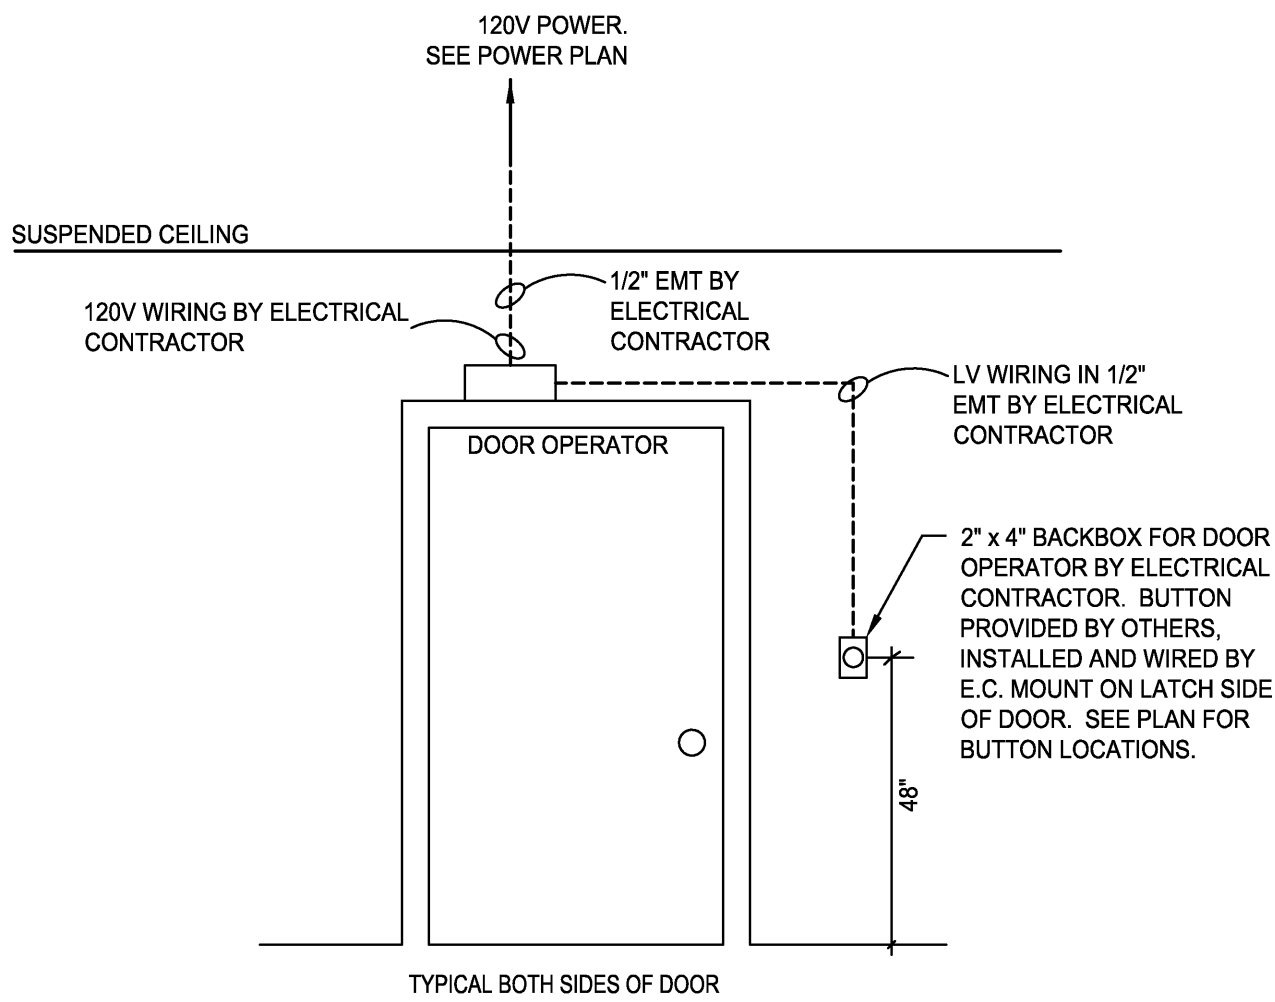 120V POWER.
SEE POWER PLAN
SUSPENDED CEILING
1/2" EMT BY
ELECTRICAL
CONTRACTOR
120V WIRING BY ELECTRICAL
CONTRACTOR
LV WIRING IN 1/2"
EMT BY ELECTRICAL
CONTRACTOR
DOOR OPERATOR
2" x 4" BACKBOX FOR DOOR
OPERATOR BY ELECTRICAL
CONTRACTOR.  BUTTON
PROVIDED BY OTHERS,
INSTALLED AND WIRED BY
E.C. MOUNT ON LATCH SIDE
OF DOOR.  SEE PLAN FOR
BUTTON LOCATIONS.
48"
TYPICAL BOTH SIDES OF DOOR